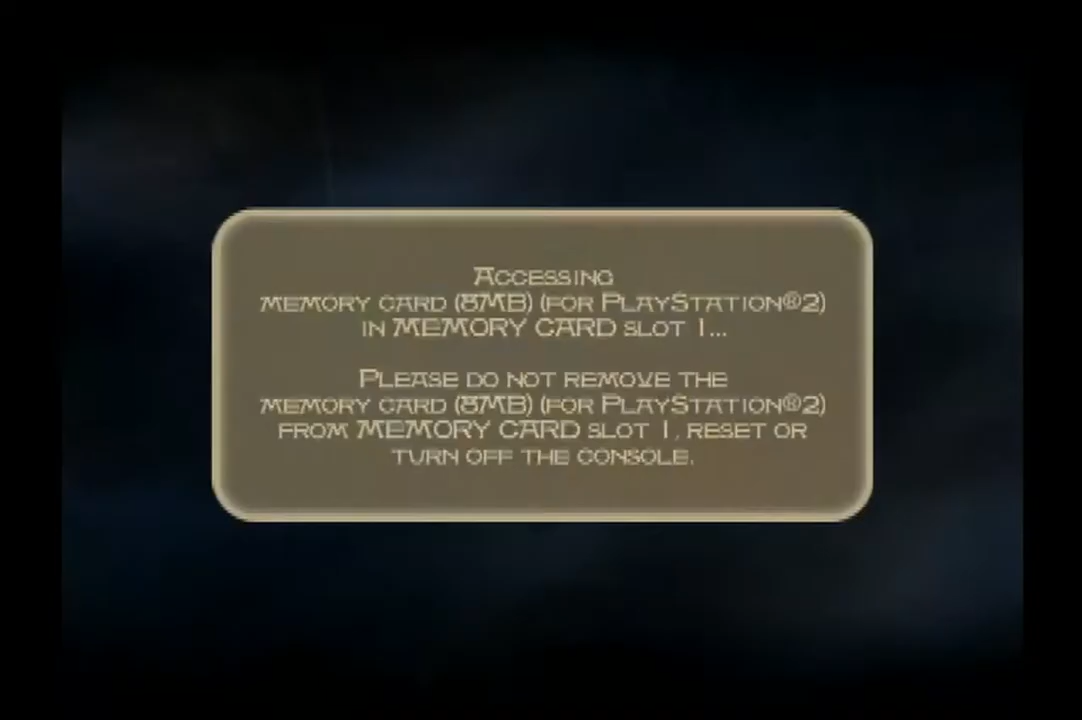 Accessing
memory card (8MB) (for PlayStation®2)
in MEMORY CARD slot 1...
Please do not remove the
memory card (8MB) (for PlayStation®2)
from MEMORY CARD slot 1, reset or
turn off the console.